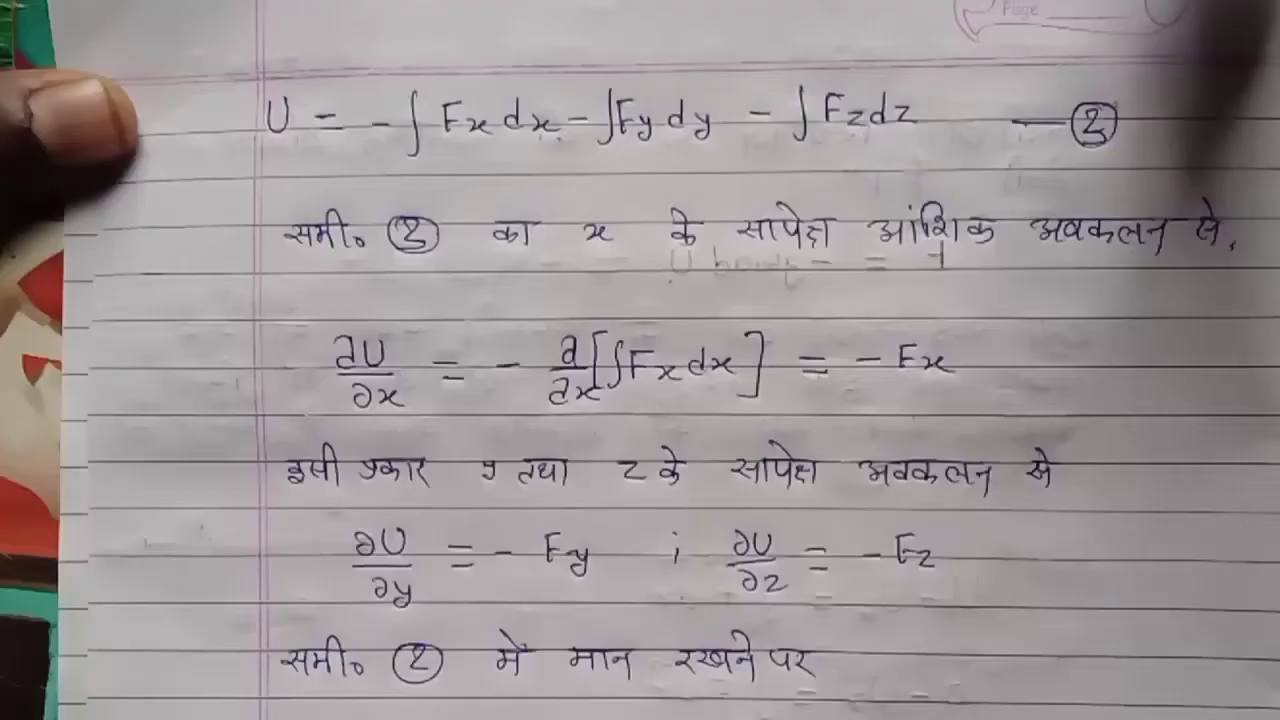 Page
U = - ∫ Fx dx - ∫Fy dy - ∫ Fz dz — ②
समी० ② का x के सापेक्ष आंशिक अवकलन से,
∂U/∂x = - ∂/∂x [∫Fx dx] = - Fx
इसी प्रकार y तथा z के सापेक्ष अवकलन से
∂U/∂y = - Fy ; ∂U/∂z = - Fz
समी० ② में मान रखने पर